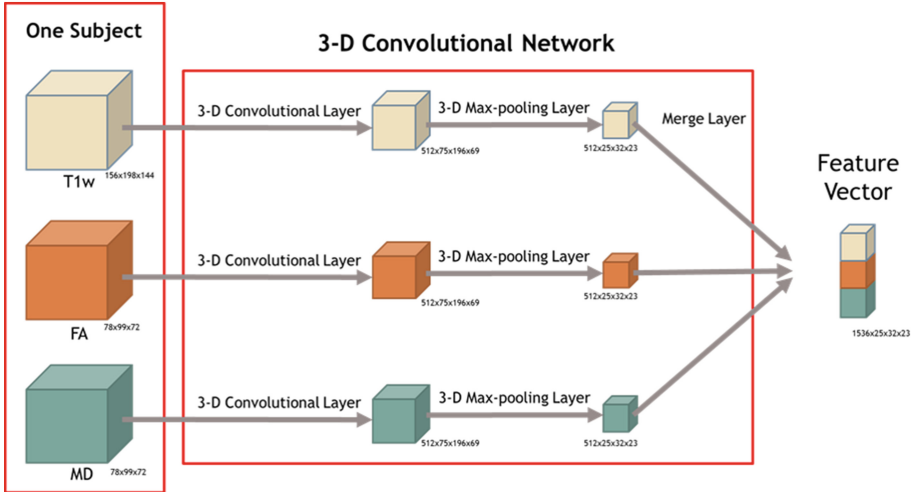 One Subject
3-D Convolutional Network
3-D Convolutional Layer
3-D Max-pooling Layer
Merge Layer
T1w
156x198x144
512x75x196x69
512x25x32x23
Feature
Vector
3-D Convolutional Layer
3-D Max-pooling Layer
FA
78x99x72
512x75x196x69
512x25x32x23
1536x25x32x23
3-D Convolutional Layer
3-D Max-pooling Layer
MD
78x99x72
512x75x196x69
512x25x32x23